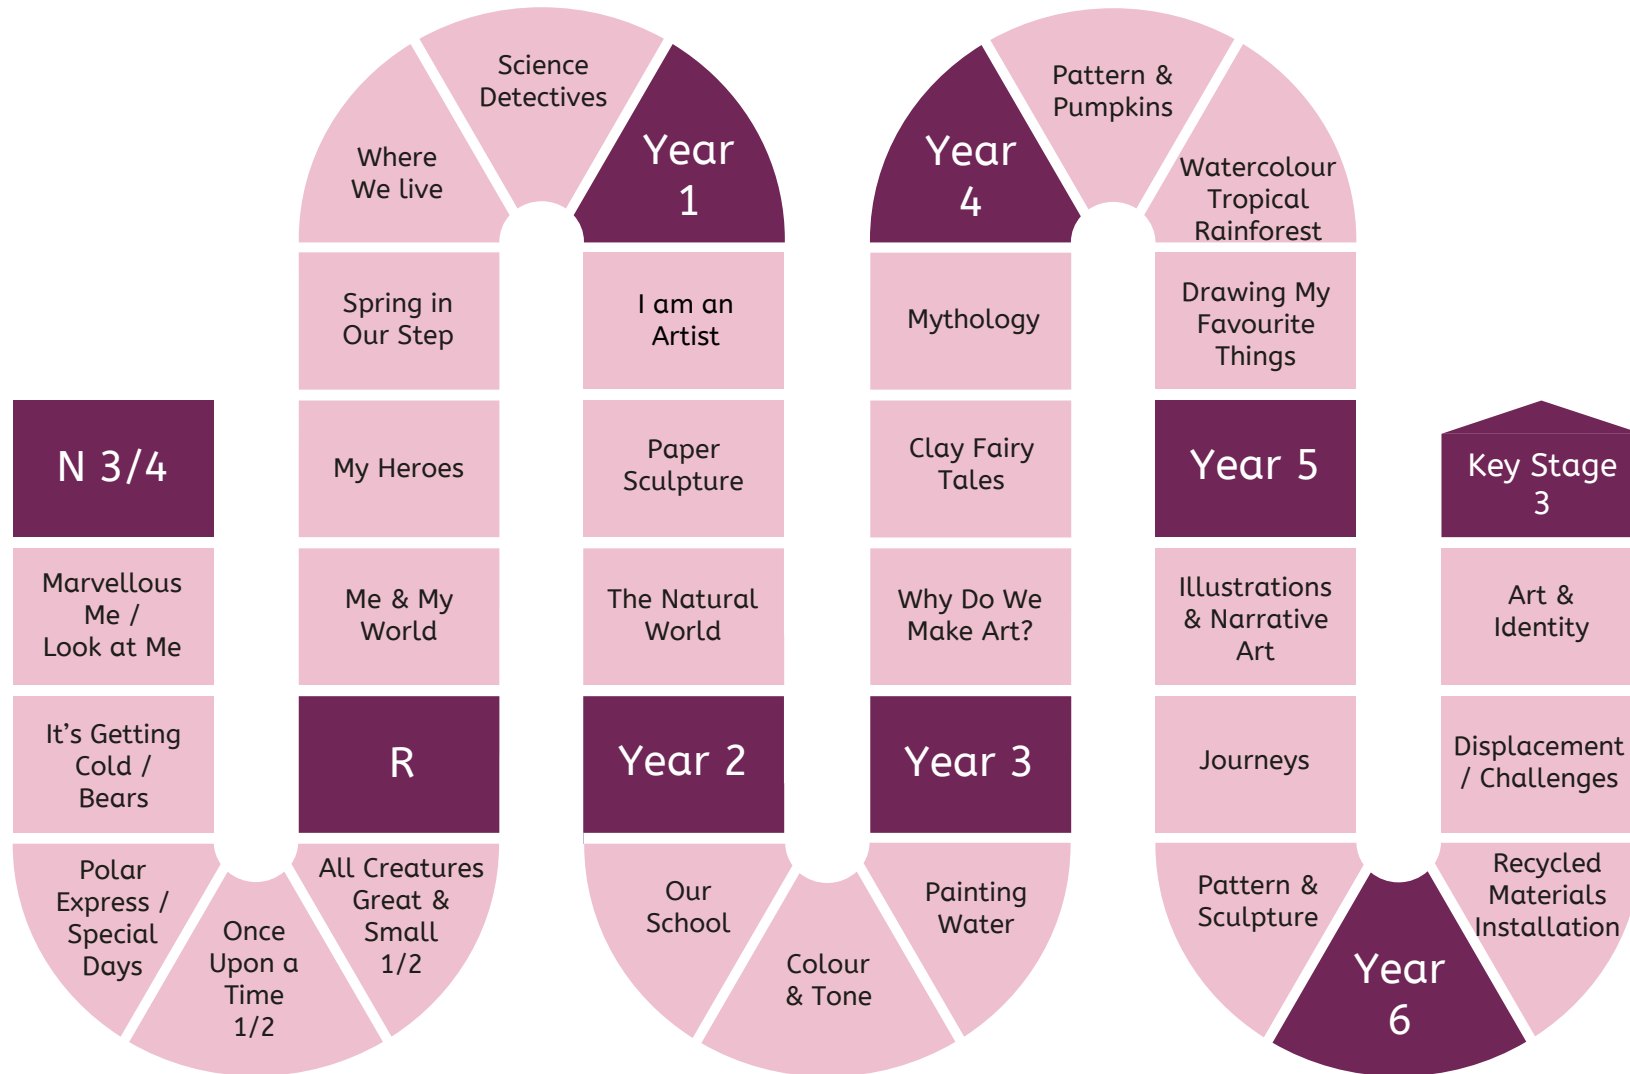 N 3/4
Marvellous
Me /
Look at Me
It’s Getting
Cold /
Bears
Polar
Express /
Special
Days
Once
Upon a
Time
1/2
All Creatures
Great &
Small
1/2
R
Me & My
World
My Heroes
Spring in
Our Step
Where
We live
Science
Detectives
Year
1
I am an
Artist
Paper
Sculpture
The Natural
World
Year 2
Our
School
Colour
& Tone
Painting
Water
Year 3
Why Do We
Make Art?
Clay Fairy
Tales
Mythology
Year
4
Pattern &
Pumpkins
Watercolour
Tropical
Rainforest
Drawing My
Favourite
Things
Year 5
Illustrations
& Narrative
Art
Journeys
Pattern &
Sculpture
Year
6
Recycled
Materials
Installation
Displacement
/ Challenges
Art &
Identity
Key Stage
3